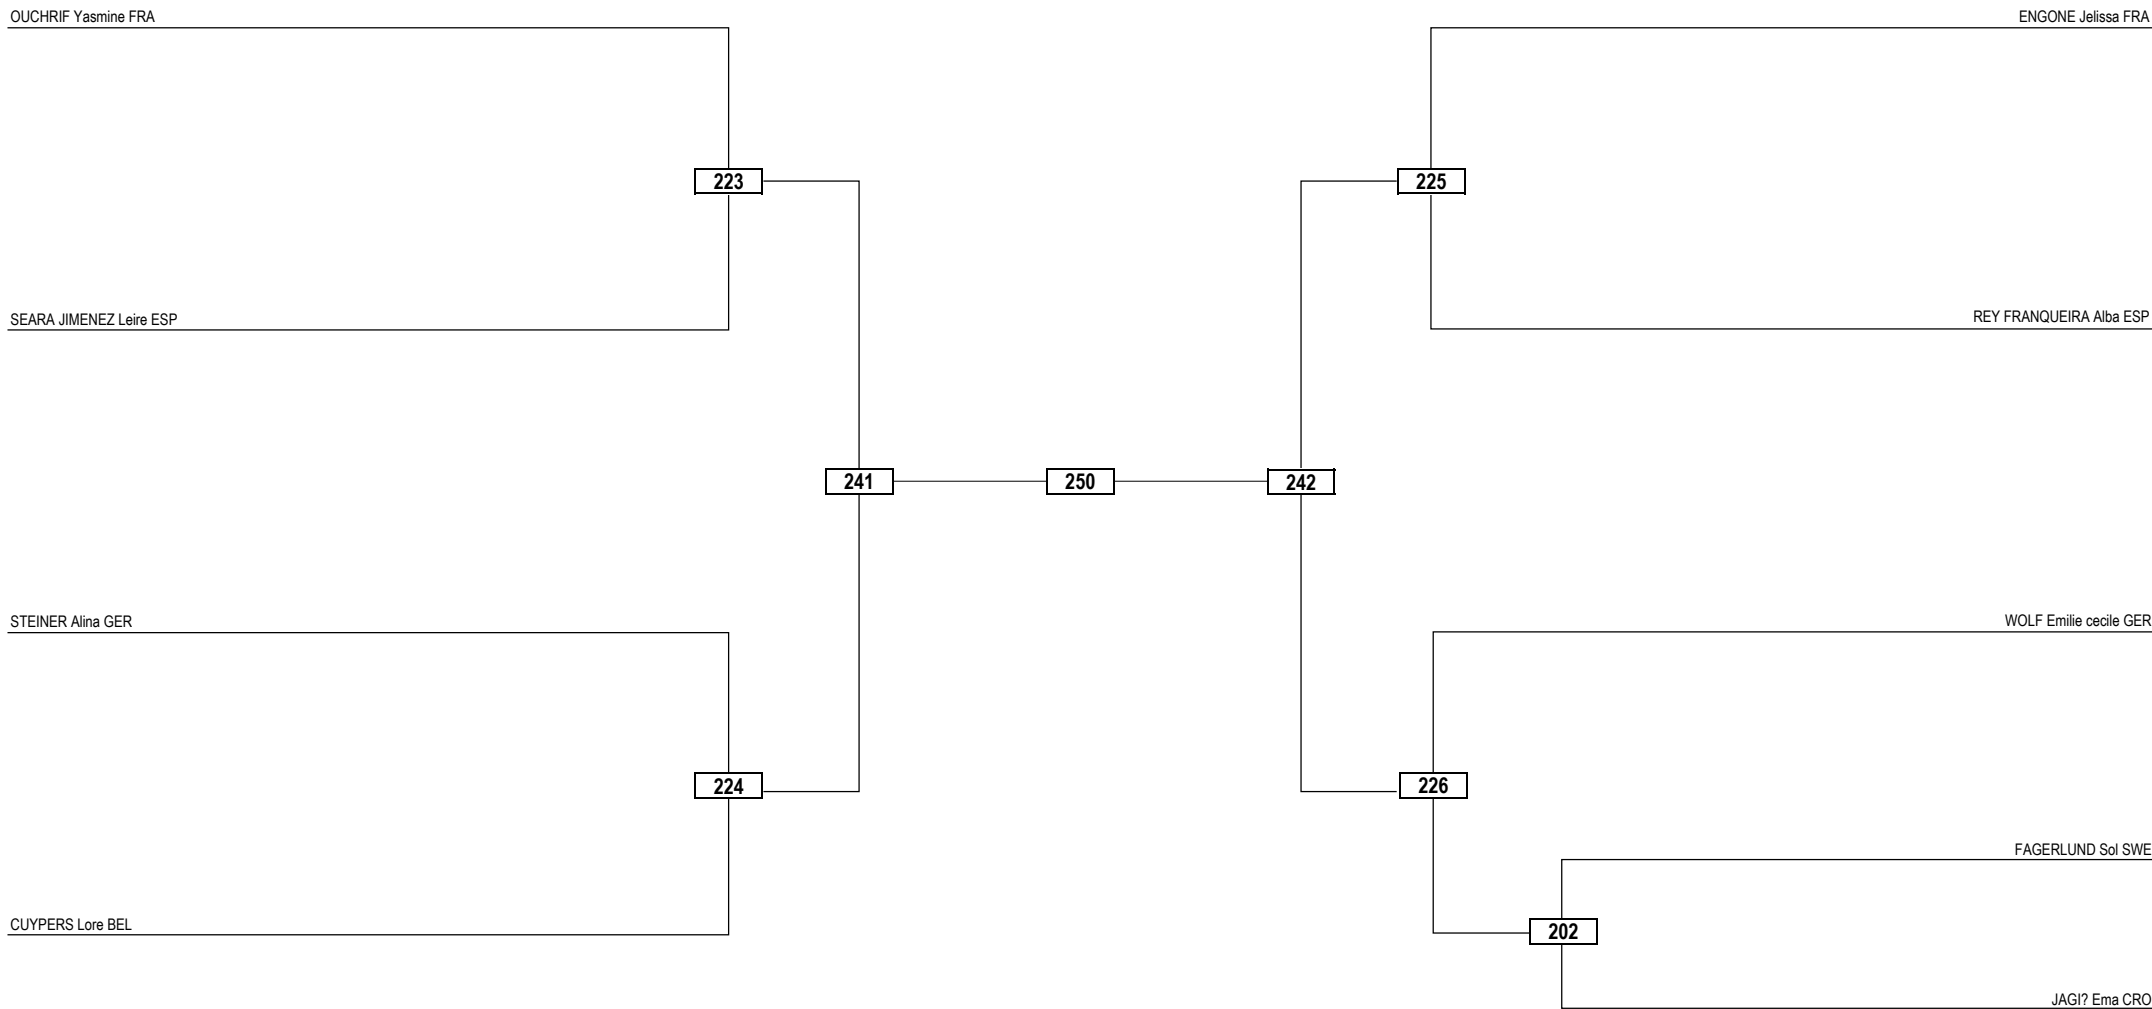 OUCHRIF Yasmine FRA
ENGONE Jelissa FRA
223
225
SEARA JIMENEZ Leire ESP
REY FRANQUEIRA Alba ESP
241
250
242
STEINER Alina GER
WOLF Emilie cecile GER
224
226
FAGERLUND Sol SWE
CUYPERS Lore BEL
202
JAGI? Ema CRO